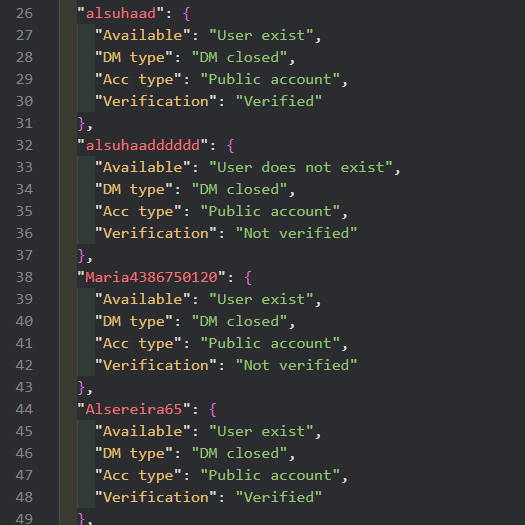 26 "alsuhaad": {
27 "Available": "User exist",
28 "DM type": "DM closed",
29 "Acc type": "Public account",
30 "Verification": "Verified"
31 },
32 "alsuhaadddddd": {
33 "Available": "User does not exist",
34 "DM type": "DM closed",
35 "Acc type": "Public account",
36 "Verification": "Not verified"
37 },
38 "Maria4386750120": {
39 "Available": "User exist",
40 "DM type": "DM closed",
41 "Acc type": "Public account",
42 "Verification": "Not verified"
43 },
44 "Alsereira65": {
45 "Available": "User exist",
46 "DM type": "DM closed",
47 "Acc type": "Public account",
48 "Verification": "Verified"
49 },